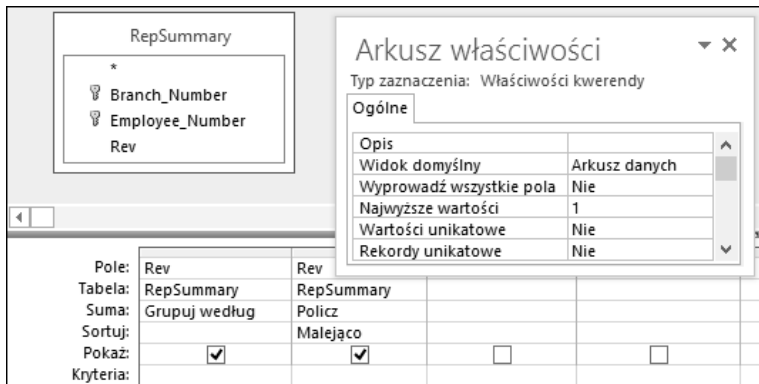 RepSummary
*
Branch_Number
Employee_Number
Rev
Arkusz właściwości
Typ zaznaczenia: Właściwości kwerendy
Ogólne
Opis
Widok domyślny Arkusz danych
Wyprowadź wszystkie pola Nie
Najwyższe wartości 1
Wartości unikatowe Nie
Rekordy unikatowe Nie
Pole: Rev Rev
Tabela: RepSummary RepSummary
Suma: Grupuj według Policz
Sortuj: Malejąco
Pokaż:
Kryteria: